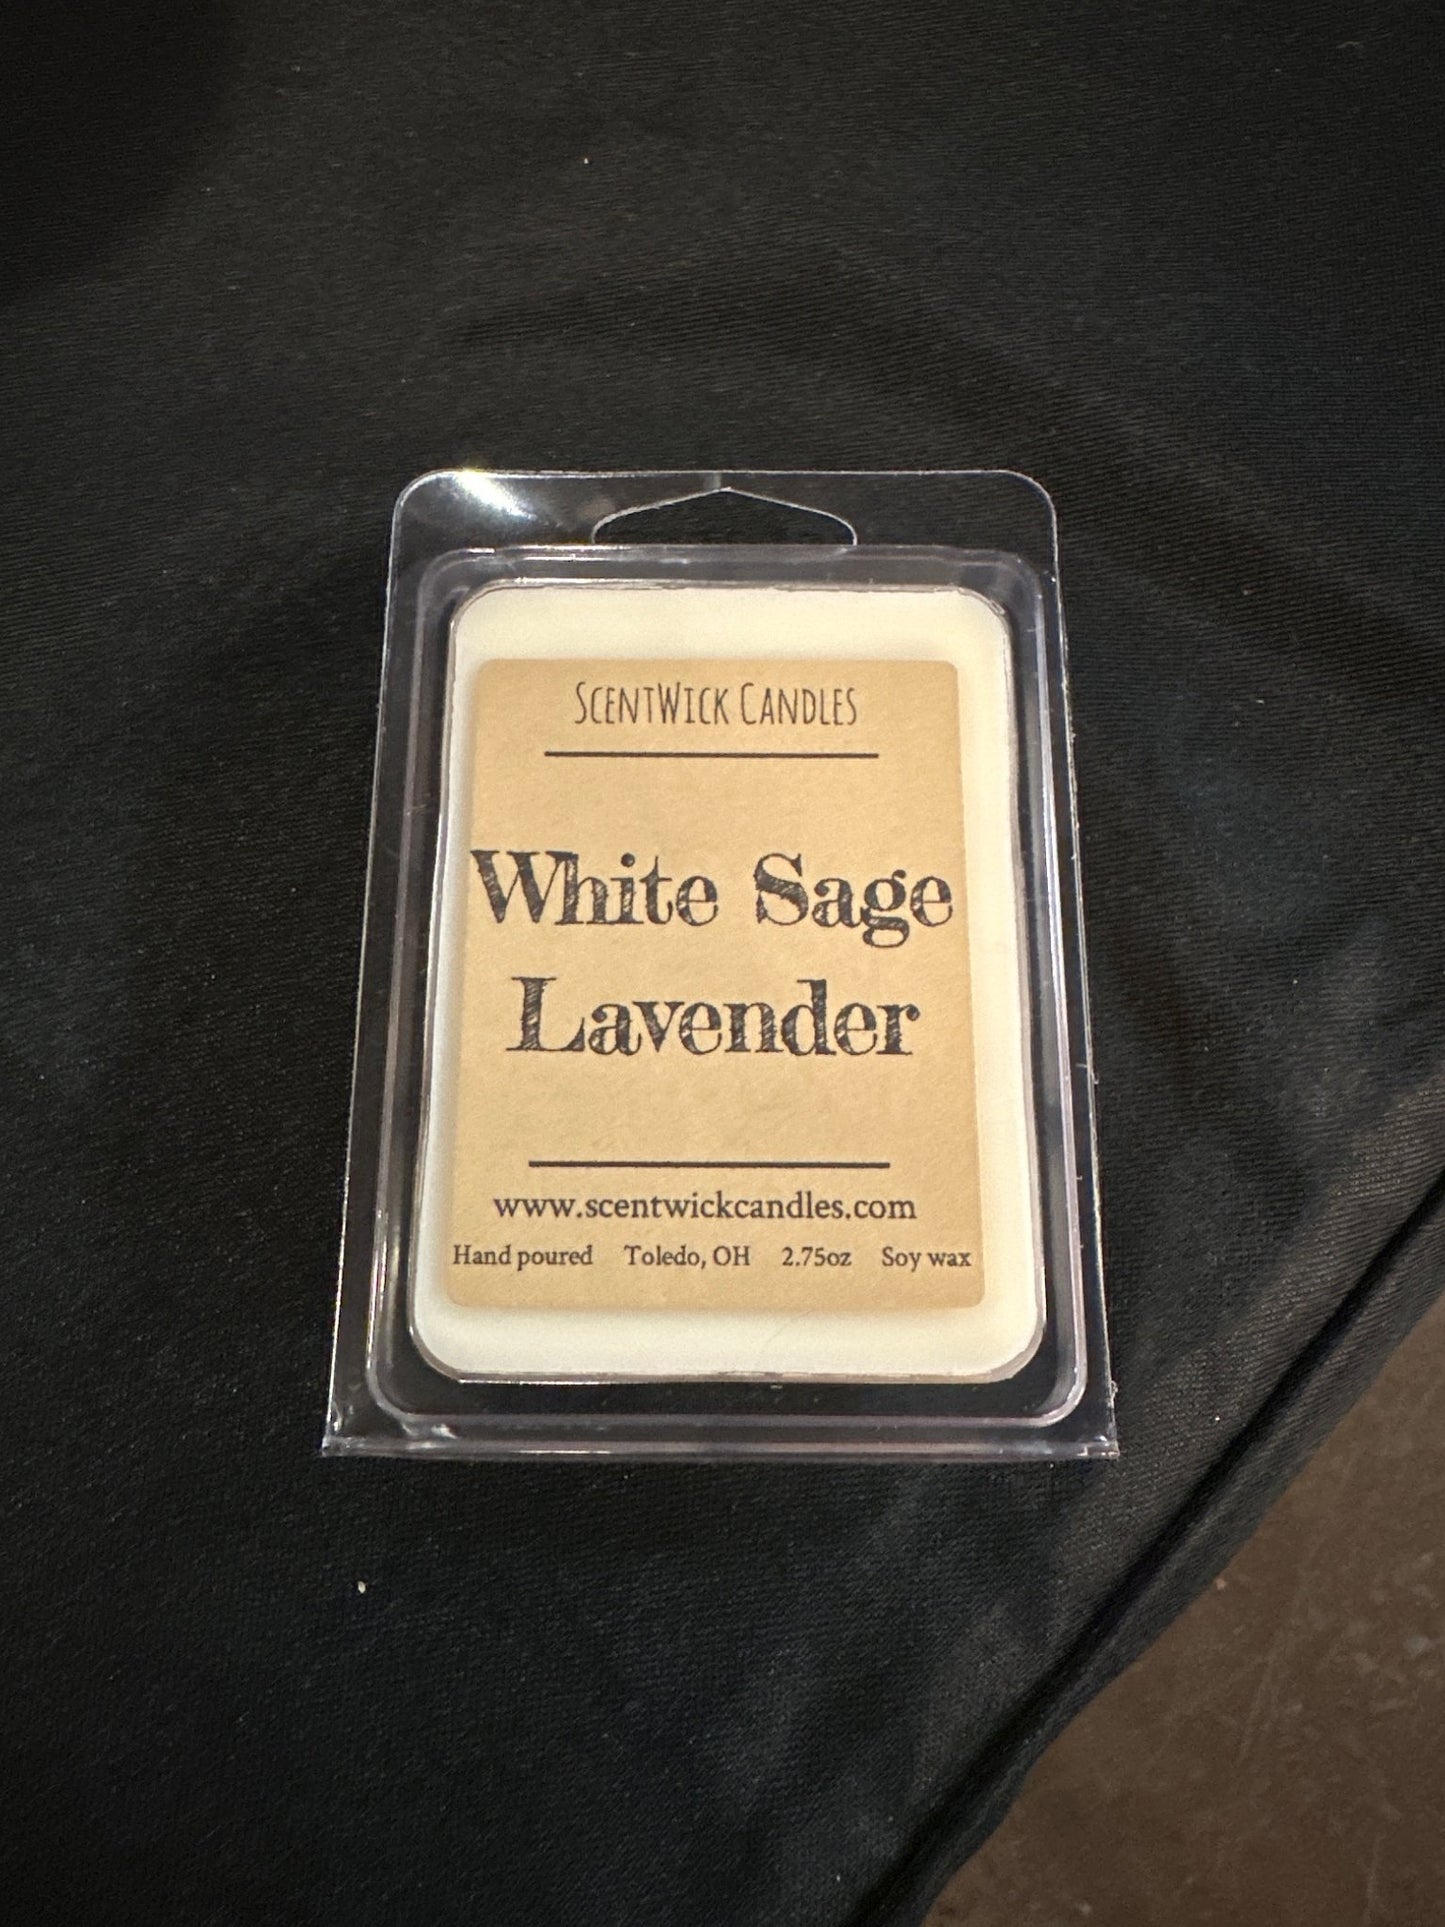 ScentWick Candles
White Sage
Lavender
www.scentwickcandles.com
Hand poured Toledo, OH 2.75oz Soy wax